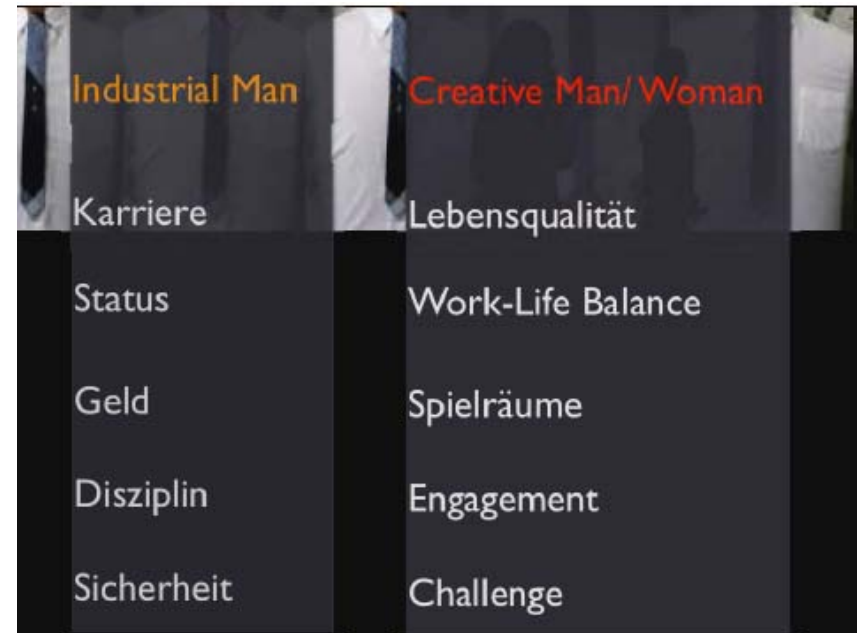 Industrial Man
Karriere
Status
Geld
Disziplin
Sicherheit
Creative Man/ Woman
Lebensqualität
Work-Life Balance
Spielräume
Engagement
Challenge